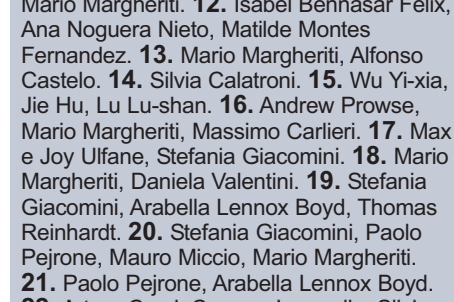 Mario Margheriti. 12. Isabel Bennasar Felix,
Ana Noguera Nieto, Matilde Montes
Fernandez. 13. Mario Margheriti, Alfonso
Castelo. 14. Silvia Calatroni. 15. Wu Yi-xia,
Jie Hu, Lu Lu-shan. 16. Andrew Prowse,
Mario Margheriti, Massimo Carlieri. 17. Max
e Joy Ulfane, Stefania Giacomini. 18. Mario
Margheriti, Daniela Valentini. 19. Stefania
Giacomini, Arabella Lennox Boyd, Thomas
Reinhardt. 20. Stefania Giacomini, Paolo
Pejrone, Mauro Miccio, Mario Margheriti.
21. Paolo Pejrone, Arabella Lennox Boyd.